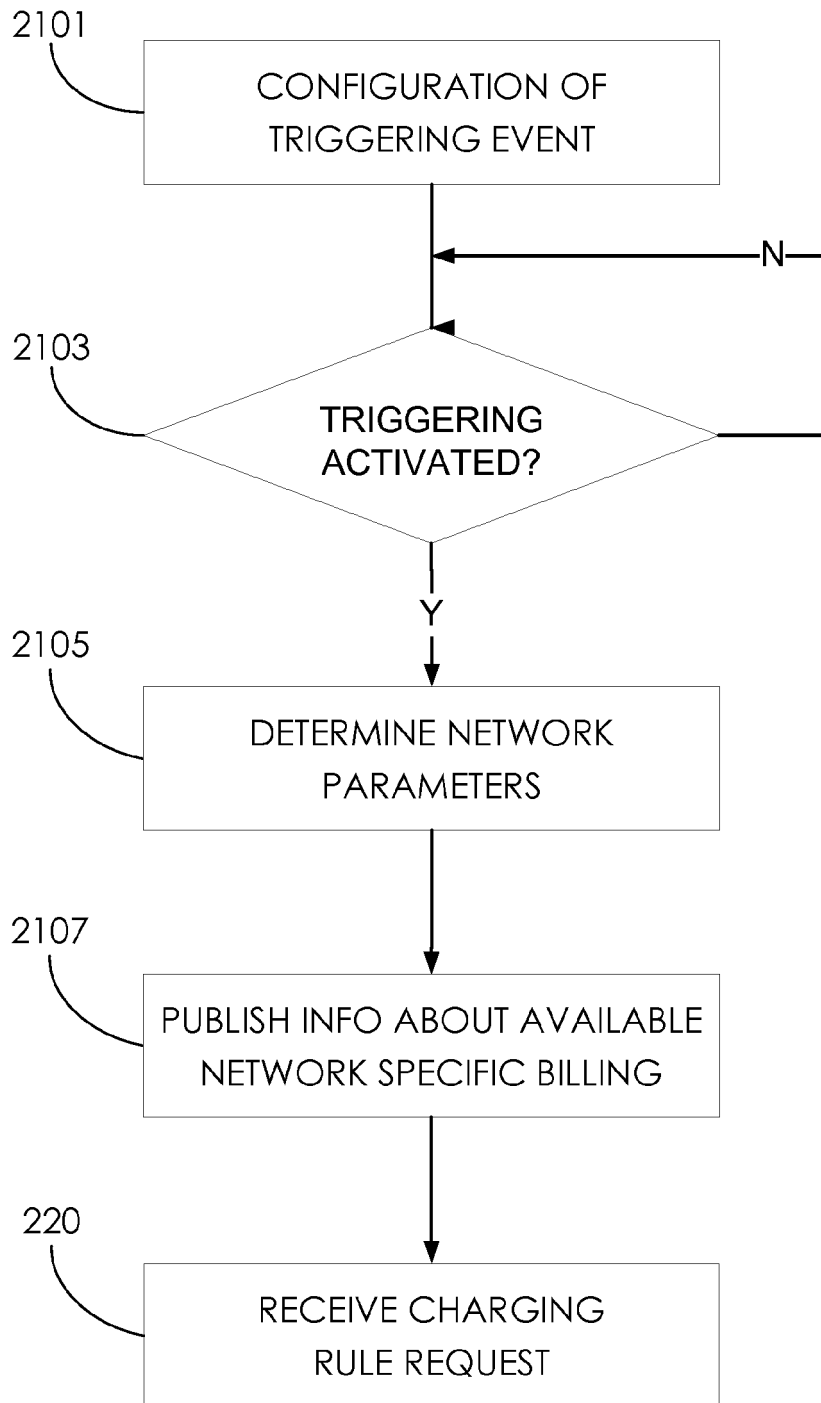 2101
CONFIGURATION OF
TRIGGERING EVENT
N
2103
TRIGGERING
ACTIVATED?
Y
2105
DETERMINE NETWORK
PARAMETERS
2107
PUBLISH INFO ABOUT AVAILABLE
NETWORK SPECIFIC BILLING
220
RECEIVE CHARGING
RULE REQUEST